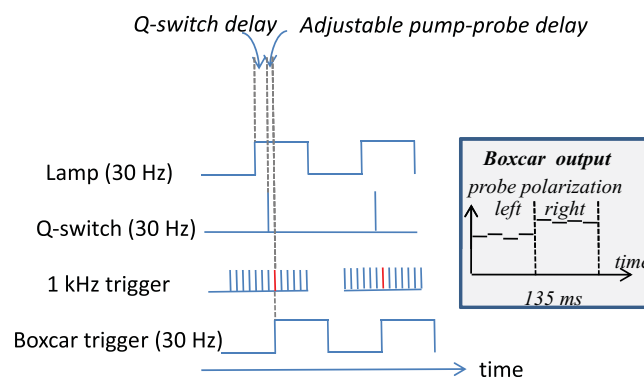 Q-switch delay
Adjustable pump-probe delay
Lamp (30 Hz)
Q-switch (30 Hz)
1 kHz trigger
Boxcar trigger (30 Hz)
time
Boxcar output
probe polarization
left right
time
135 ms